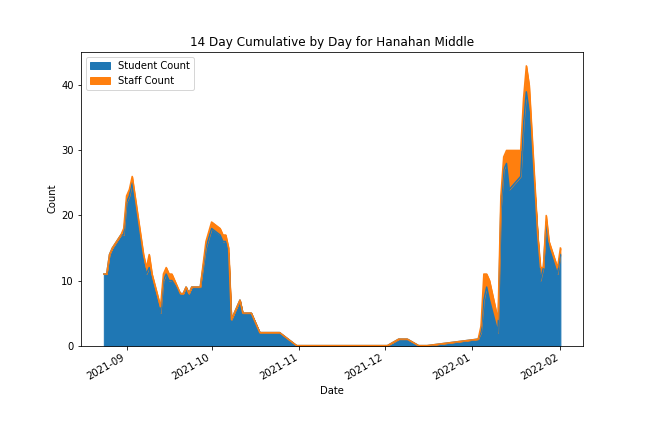 14 Day Cumulative by Day for Hanahan Middle
Student Count
Staff Count
Count
40
30
20
10
0
2021-09
2021-10
2021-11
2021-12
2022-01
2022-02
Date